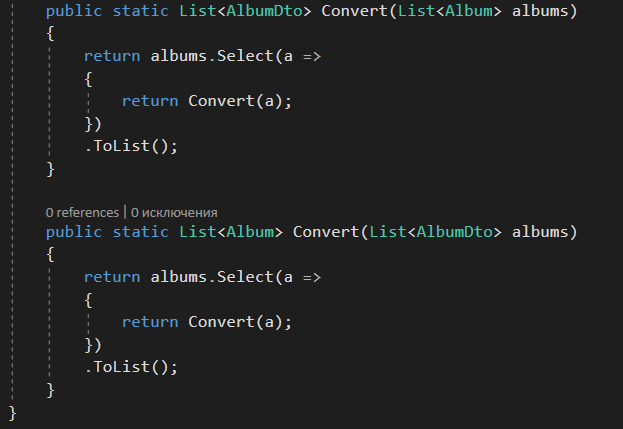 public static List<AlbumDto> Convert(List<Album> albums)
{
return albums.Select(a =>
{
return Convert(a);
})
.ToList();
}
0 references | 0 исключения
public static List<Album> Convert(List<AlbumDto> albums)
{
return albums.Select(a =>
{
return Convert(a);
})
.ToList();
}
}